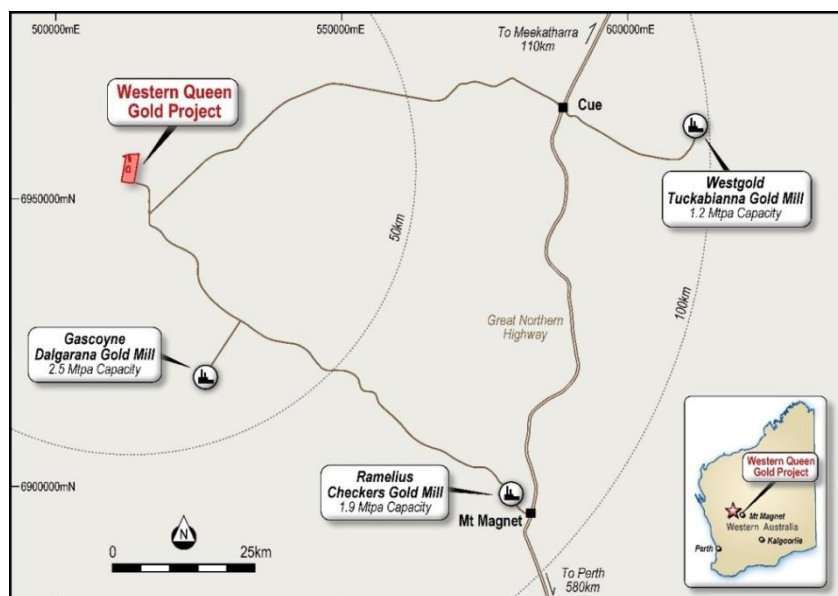 500000mE
550000mE
600000mE
To Meekatharra
110km
Western Queen
Gold Project
Cue
Westgold
Tuckabianna Gold Mill
1.2 Mtpa Capacity
6950000mN
50km
100km
Great Northern
Highway
Gascoyne
Dalgarana Gold Mill
2.5 Mtpa Capacity
Ramelius
Checkers Gold Mill
1.9 Mtpa Capacity
6900000mN
Mt Magnet
N
0
25km
To Perth
580km
Western Queen
Gold Project
Mt Magnet
Western Australia
Kalgoorlie
Perth